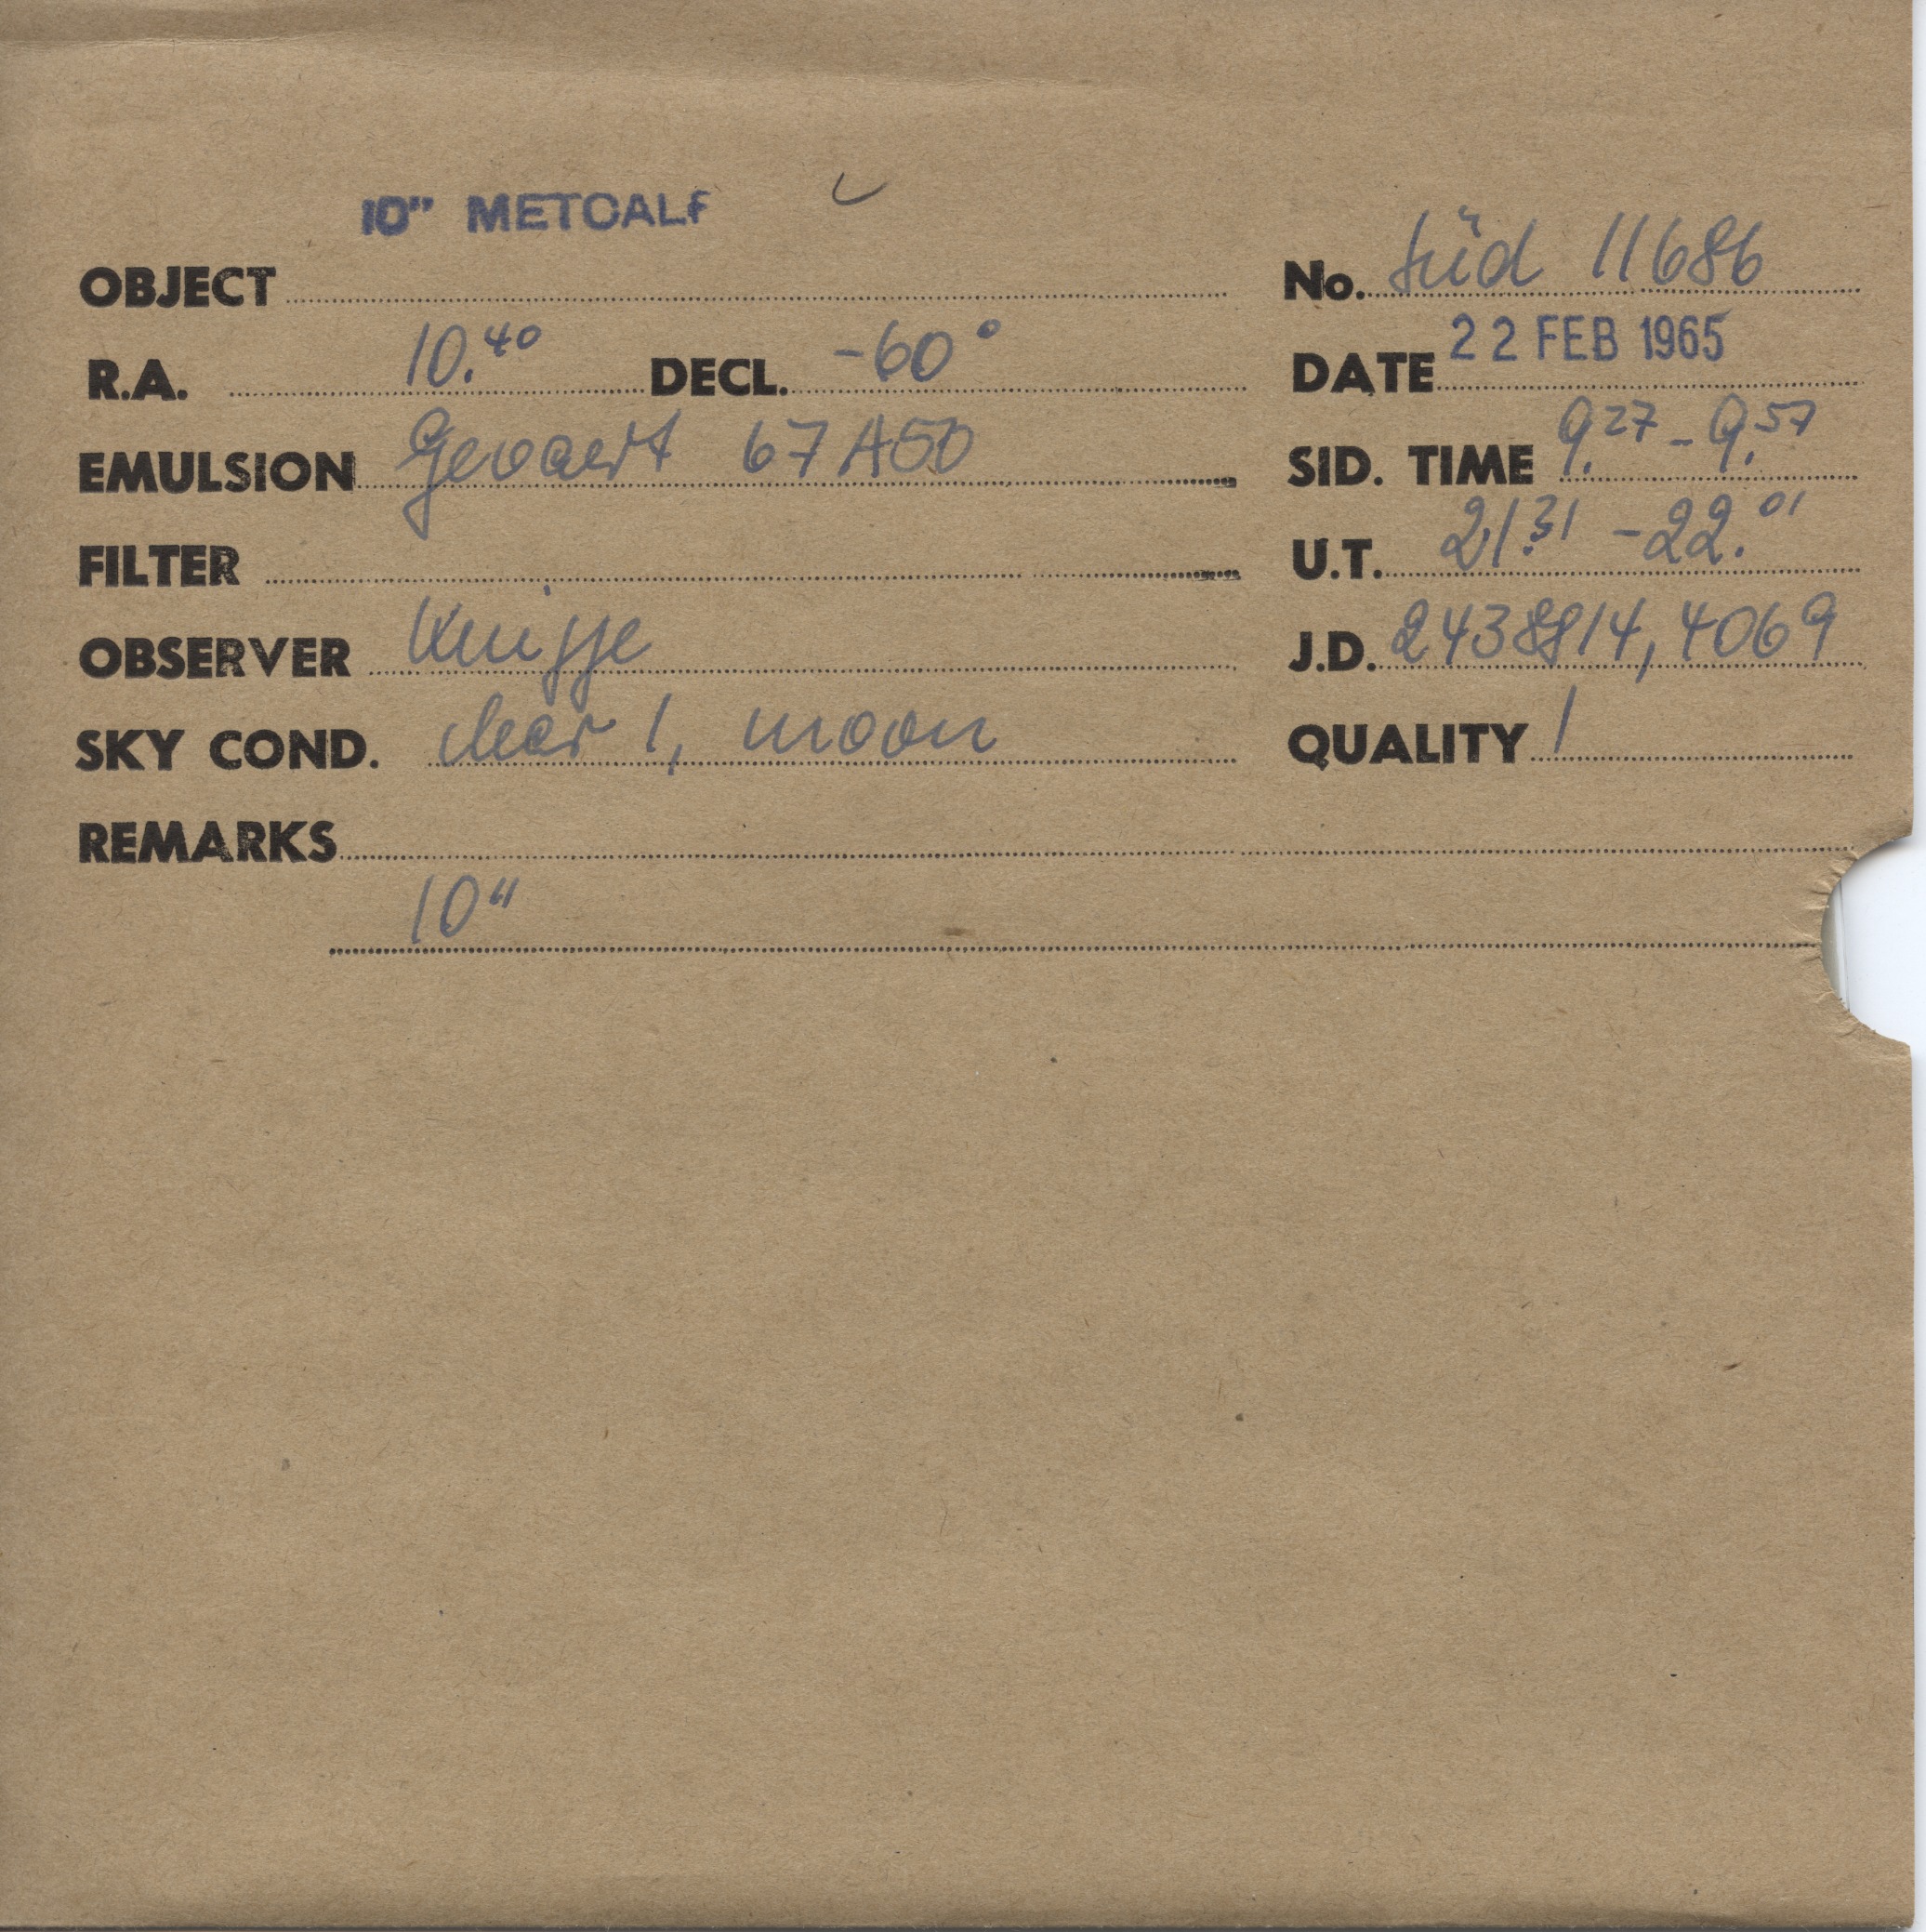 10" METCALF
OBJECT No. Süd 11686
R.A. 10.40 DECL. -60° DATE 22 FEB 1965
EMULSION Gevaert 67A50 SID. TIME 9.27 - 9.57
FILTER U.T. 21.31 - 22.01
OBSERVER Knigge J.D. 2438814,4069
SKY COND. clear 1, moon QUALITY 1
REMARKS
10"